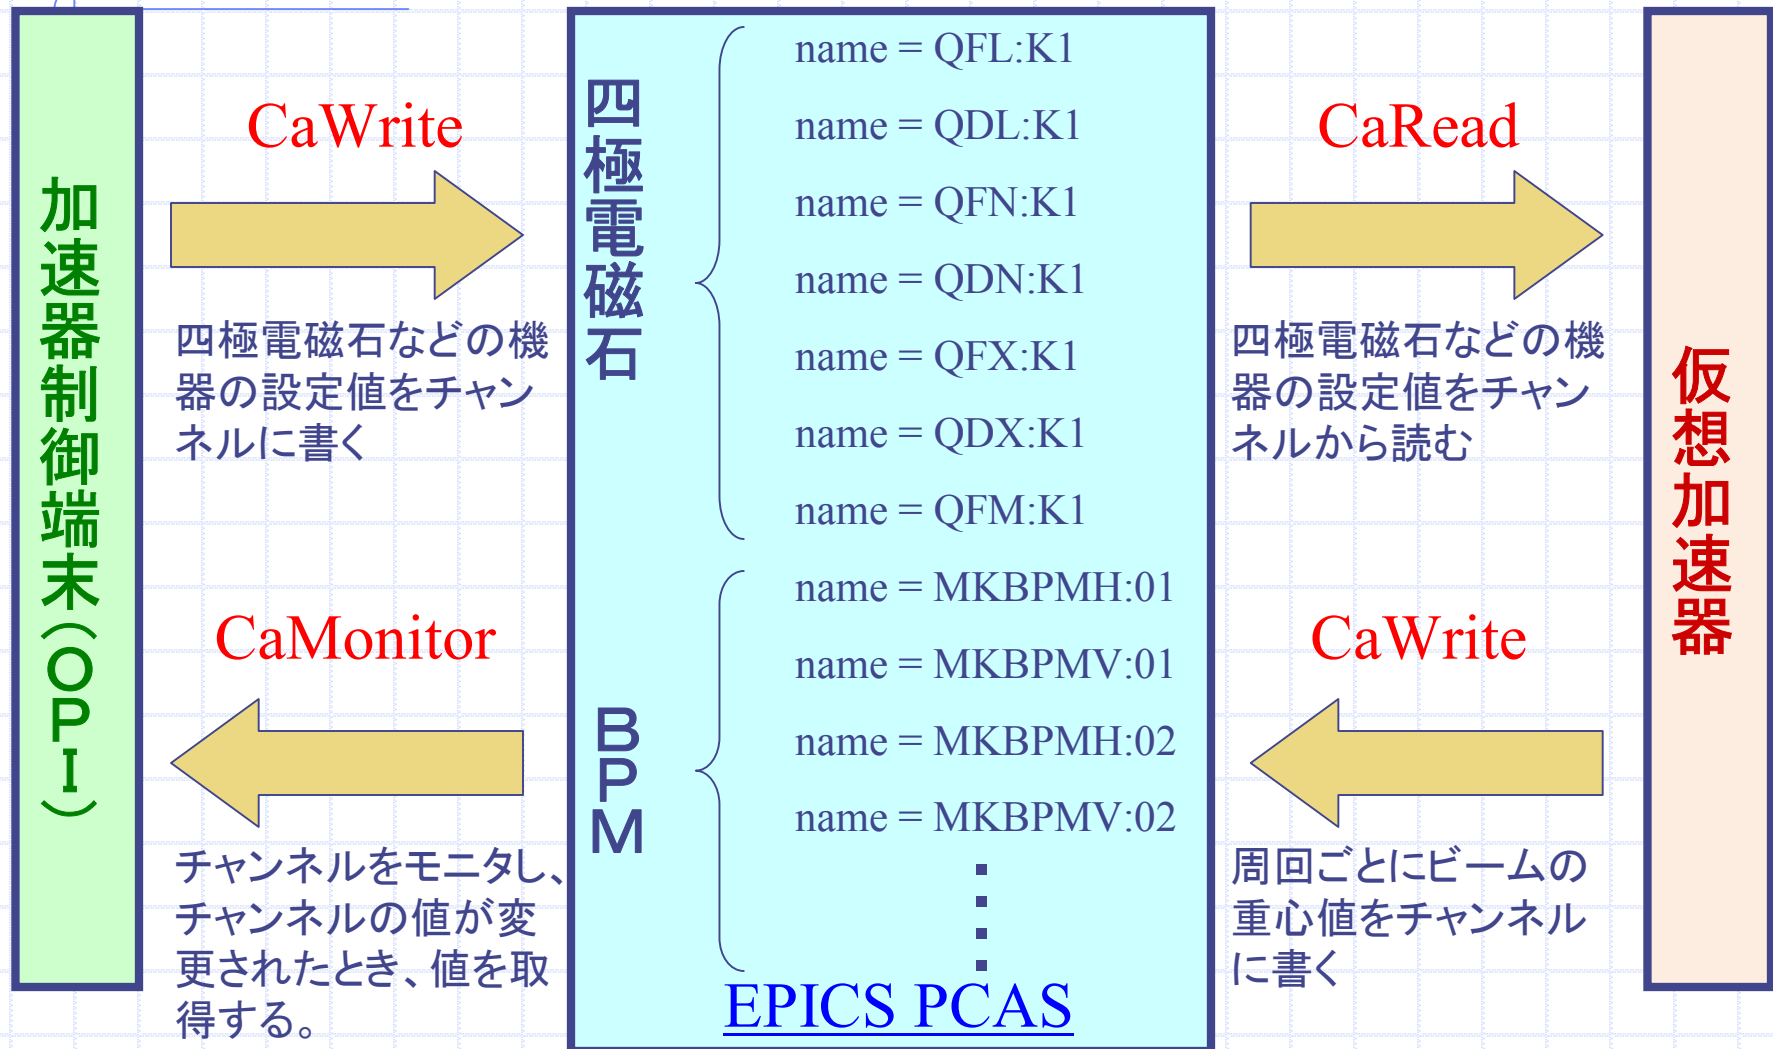 加速器制御端末(OPI)
CaWrite
四極電磁石などの機
器の設定値をチャン
ネルに書く
CaMonitor
チャンネルをモニタし、
チャンネルの値が変
更されたとき、値を取
得する。
四極電磁石
name = QFL:K1
name = QDL:K1
name = QFN:K1
name = QDN:K1
name = QFX:K1
name = QDX:K1
name = QFM:K1
BPM
name = MKBPMH:01
name = MKBPMV:01
name = MKBPMH:02
name = MKBPMV:02
EPICS PCAS
CaRead
四極電磁石などの機
器の設定値をチャン
ネルから読む
CaWrite
周回ごとにビームの
重心値をチャンネル
に書く
仮想加速器